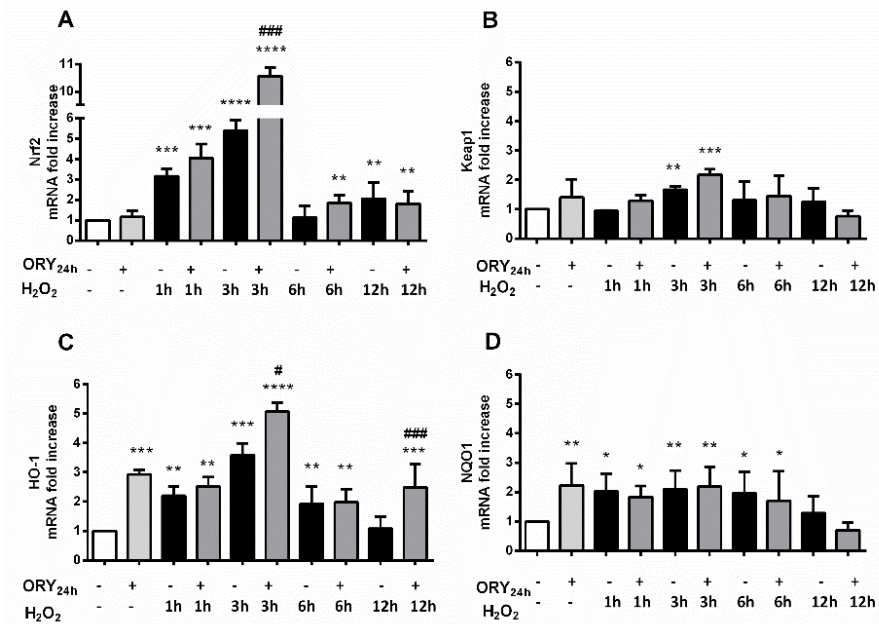 A
###
****
****
***
***
**
**
**
11
10
6
5
4
3
2
1
0
Nrf2
mRNA fold increase
ORY24h - + - + - + - + - +
H2O2 - - 1h 1h 3h 3h 6h 6h 12h 12h
B
***
**
6
5
4
3
2
1
0
Keap1
mRNA fold increase
ORY24h - + - + - + - + - +
H2O2 - - 1h 1h 3h 3h 6h 6h 12h 12h
C
#
****
***
***
**
**
**
**
###
***
6
5
4
3
2
1
0
HO-1
mRNA fold increase
ORY24h - + - + - + - + - +
H2O2 - - 1h 1h 3h 3h 6h 6h 12h 12h
D
**
*
*
**
**
*
*
6
5
4
3
2
1
0
NQO1
mRNA fold increase
ORY24h - + - + - + - + - +
H2O2 - - 1h 1h 3h 3h 6h 6h 12h 12h